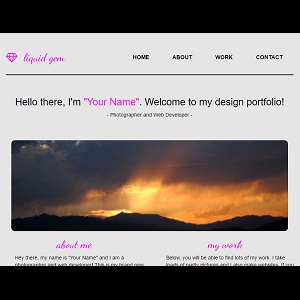 liquid gem
HOME ABOUT WORK CONTACT
Hello there, I'm "Your Name". Welcome to my design portfolio!
- Photographer and Web Developer -
about me
Hey there, my name is "Your Name" and I am a
photographer and web developer! This is my brand new
my work
Below, you will be able to find lots of my work. I take
loads of pretty pictures and I also make websites. If you